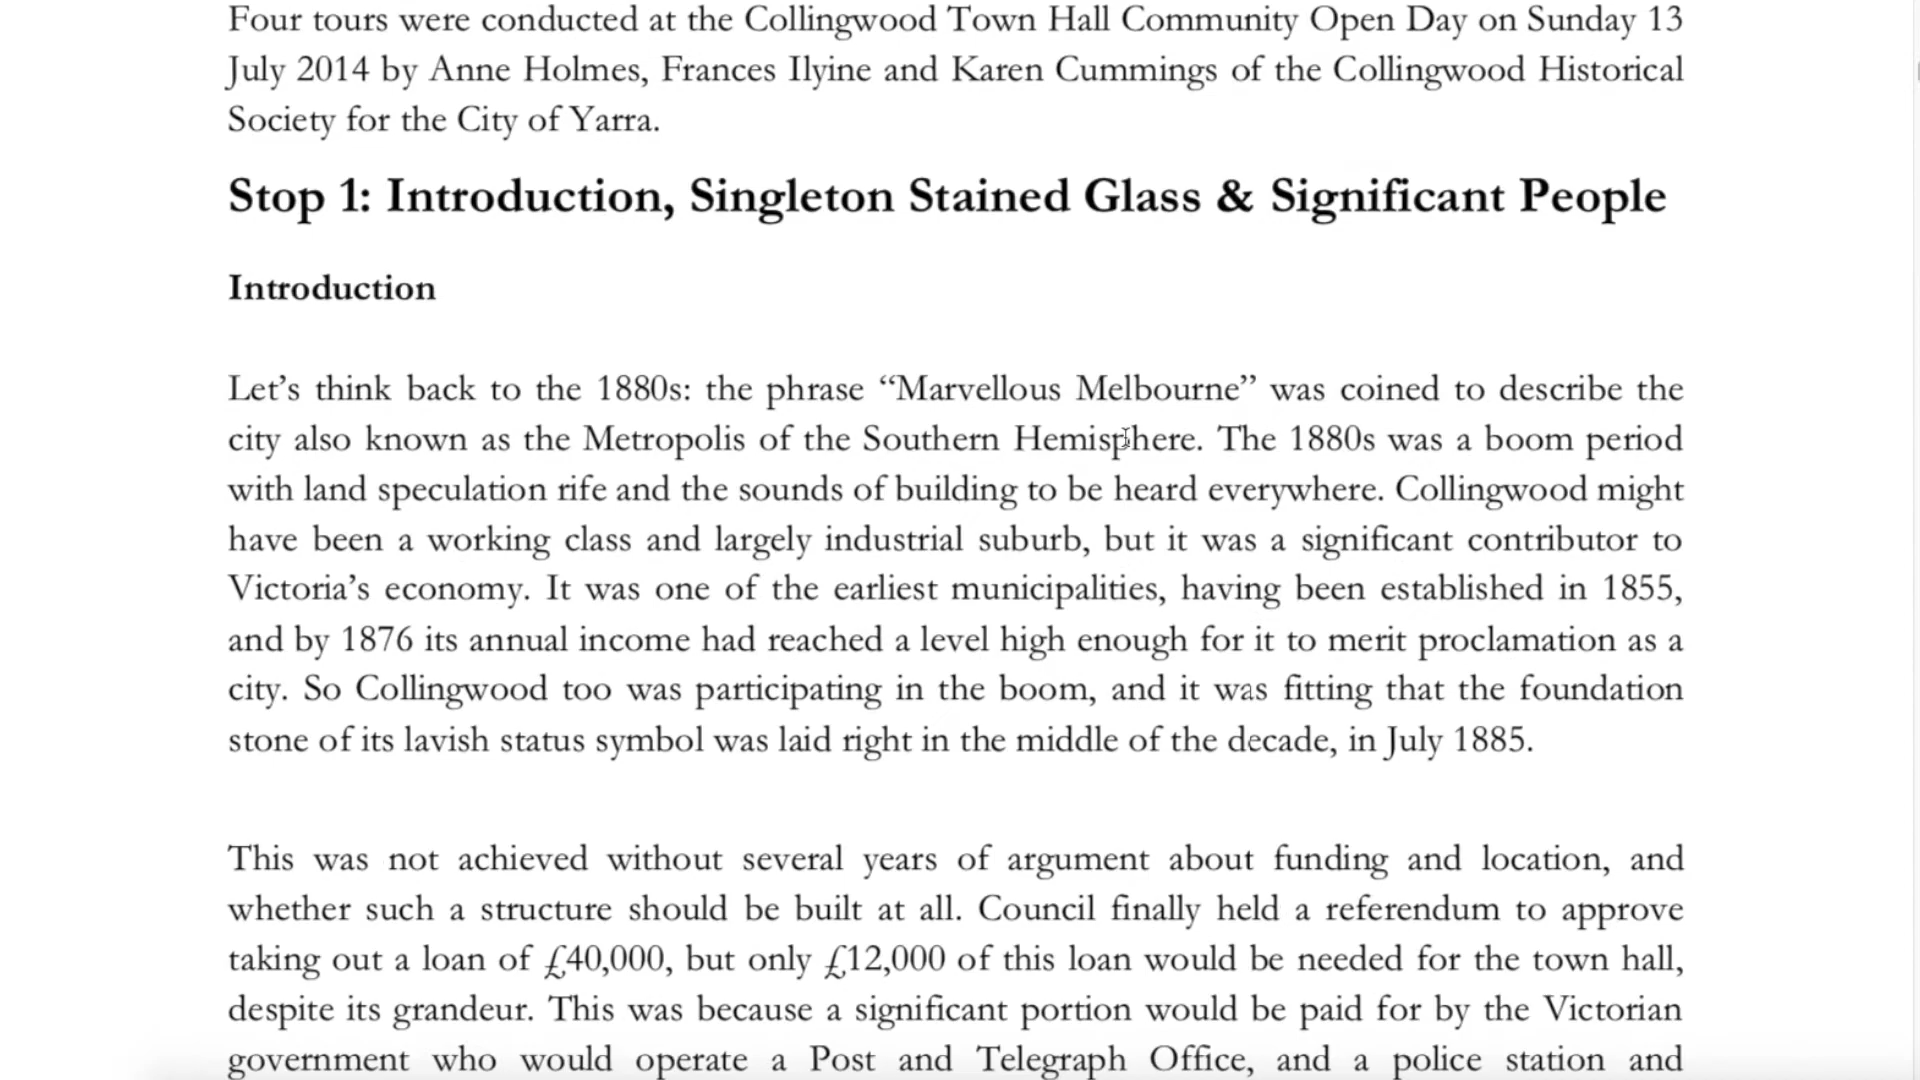 Four tours were conducted at the Collingwood Town Hall Community Open Day on Sunday 13
July 2014 by Anne Holmes, Frances Ilyine and Karen Cummings of the Collingwood Historical
Society for the City of Yarra.
Stop 1: Introduction, Singleton Stained Glass & Significant People
Introduction
Let’s think back to the 1880s: the phrase “Marvellous Melbourne” was coined to describe the
city also known as the Metropolis of the Southern Hemisphere. The 1880s was a boom period
with land speculation rife and the sounds of building to be heard everywhere. Collingwood might
have been a working class and largely industrial suburb, but it was a significant contributor to
Victoria’s economy. It was one of the earliest municipalities, having been established in 1855,
and by 1876 its annual income had reached a level high enough for it to merit proclamation as a
city. So Collingwood too was participating in the boom, and it was fitting that the foundation
stone of its lavish status symbol was laid right in the middle of the decade, in July 1885.
This was not achieved without several years of argument about funding and location, and
whether such a structure should be built at all. Council finally held a referendum to approve
taking out a loan of £40,000, but only £12,000 of this loan would be needed for the town hall,
despite its grandeur. This was because a significant portion would be paid for by the Victorian
government who would operate a Post and Telegraph Office, and a police station and